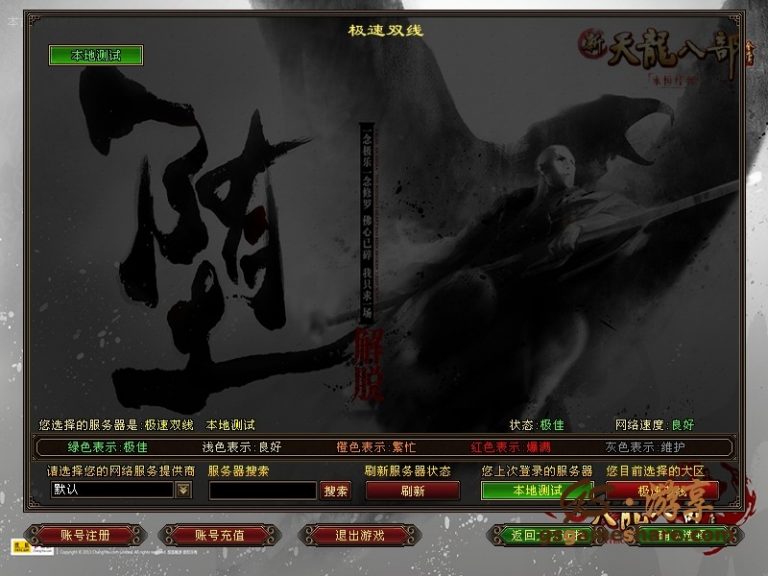 极速双线
本地测试
新天龍八部
堕
一念极乐一念修罗 佛心已碎 我只求一场
解脱
您选择的服务器是:极速双线 本地测试 状态:极佳 网络速度:良好
绿色表示:极佳 浅色表示:良好 橙色表示:繁忙 红色表示:爆满 灰色表示:维护
请选择您的网络服务提供商 服务器搜索 刷新服务器状态 您上次登录的服务器 您目前选择的大区
默认 搜索 刷新 本地测试 极速双线
账号注册 账号充值 退出游戏